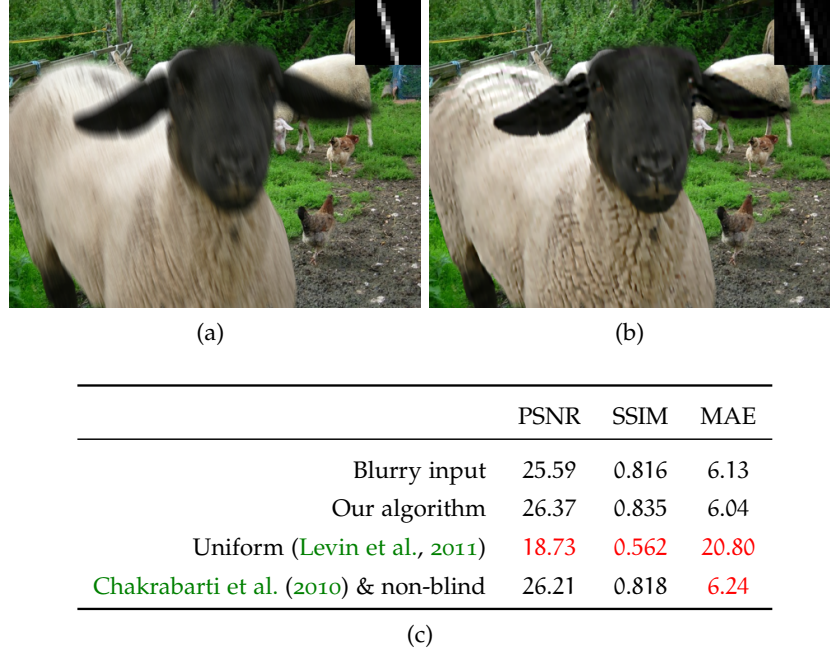 (a)
(b)
PSNR SSIM MAE
Blurry input 25.59 0.816 6.13
Our algorithm 26.37 0.835 6.04
Uniform (Levin et al., 2011) 18.73 0.562 20.80
Chakrabarti et al. (2010) & non-blind 26.21 0.818 6.24
(c)